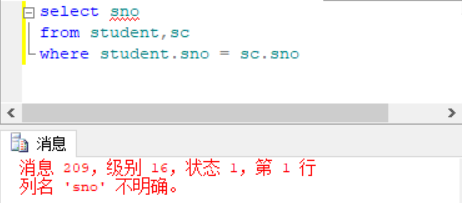 select sno
from student,sc
where student.sno = sc.sno
消息
消息 209，级别 16，状态 1，第 1 行
列名 'sno' 不明确。